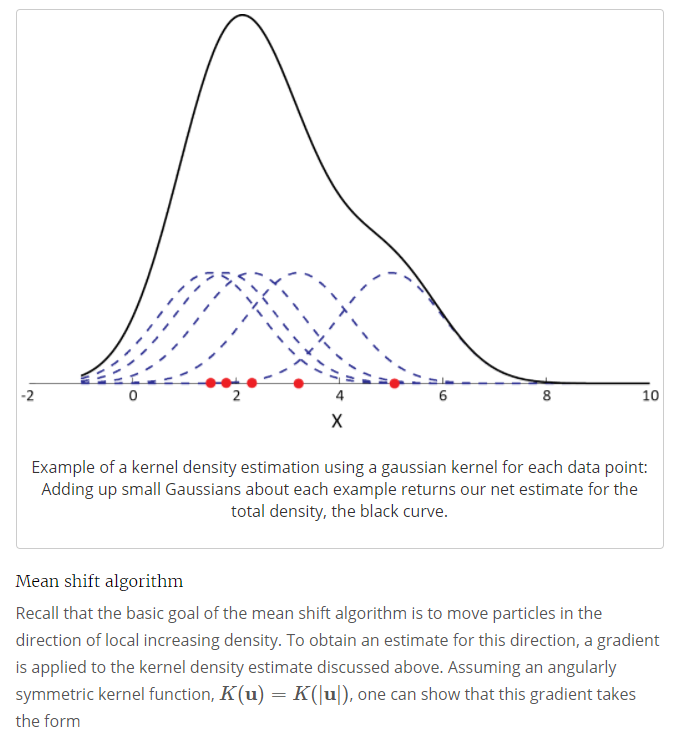 -2 0 2 4 6 8 10
X
Example of a kernel density estimation using a gaussian kernel for each data point:
Adding up small Gaussians about each example returns our net estimate for the
total density, the black curve.
Mean shift algorithm
Recall that the basic goal of the mean shift algorithm is to move particles in the
direction of local increasing density. To obtain an estimate for this direction, a gradient
is applied to the kernel density estimate discussed above. Assuming an angularly
symmetric kernel function, K(u) = K(|u|), one can show that this gradient takes
the form